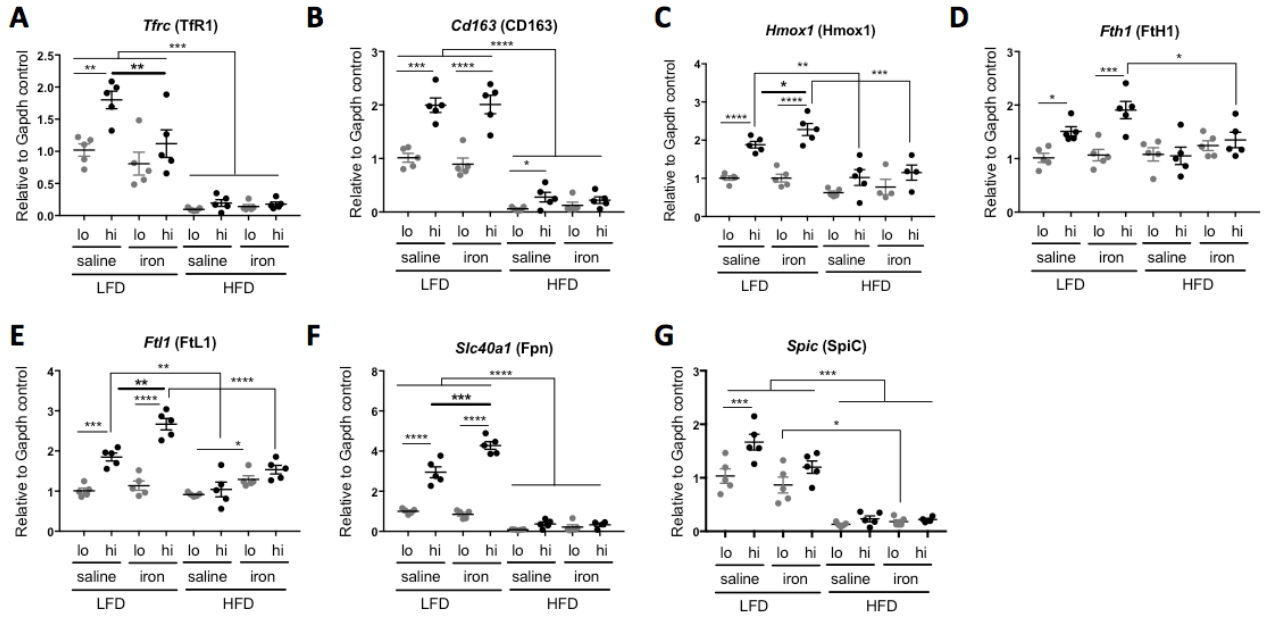 A
Tfrc (TfR1)
Relative to Gapdh control
2.5
2.0
1.5
1.0
0.5
0.0
***
** **
lo hi lo hi lo hi lo hi
saline iron saline iron
LFD HFD
B
Cd163 (CD163)
Relative to Gapdh control
3
2
1
0
****
*** ****
*
lo hi lo hi lo hi lo hi
saline iron saline iron
LFD HFD
C
Hmox1 (Hmox1)
Relative to Gapdh control
4
3
2
1
0
**
* ***
**** ****
lo hi lo hi lo hi lo hi
saline iron saline iron
LFD HFD
D
Fth1 (FtH1)
Relative to Gapdh control
3
2
1
0
*
***
*
lo hi lo hi lo hi lo hi
saline iron saline iron
LFD HFD
E
Ftl1 (FtL1)
Relative to Gapdh control
4
3
2
1
0
**
** ****
****
*** *
lo hi lo hi lo hi lo hi
saline iron saline iron
LFD HFD
F
Slc40a1 (Fpn)
Relative to Gapdh control
8
6
4
2
0
****
***
****
****
lo hi lo hi lo hi lo hi
saline iron saline iron
LFD HFD
G
Spic (SpiC)
Relative to Gapdh control
3
2
1
0
***
***
*
lo hi lo hi lo hi lo hi
saline iron saline iron
LFD HFD